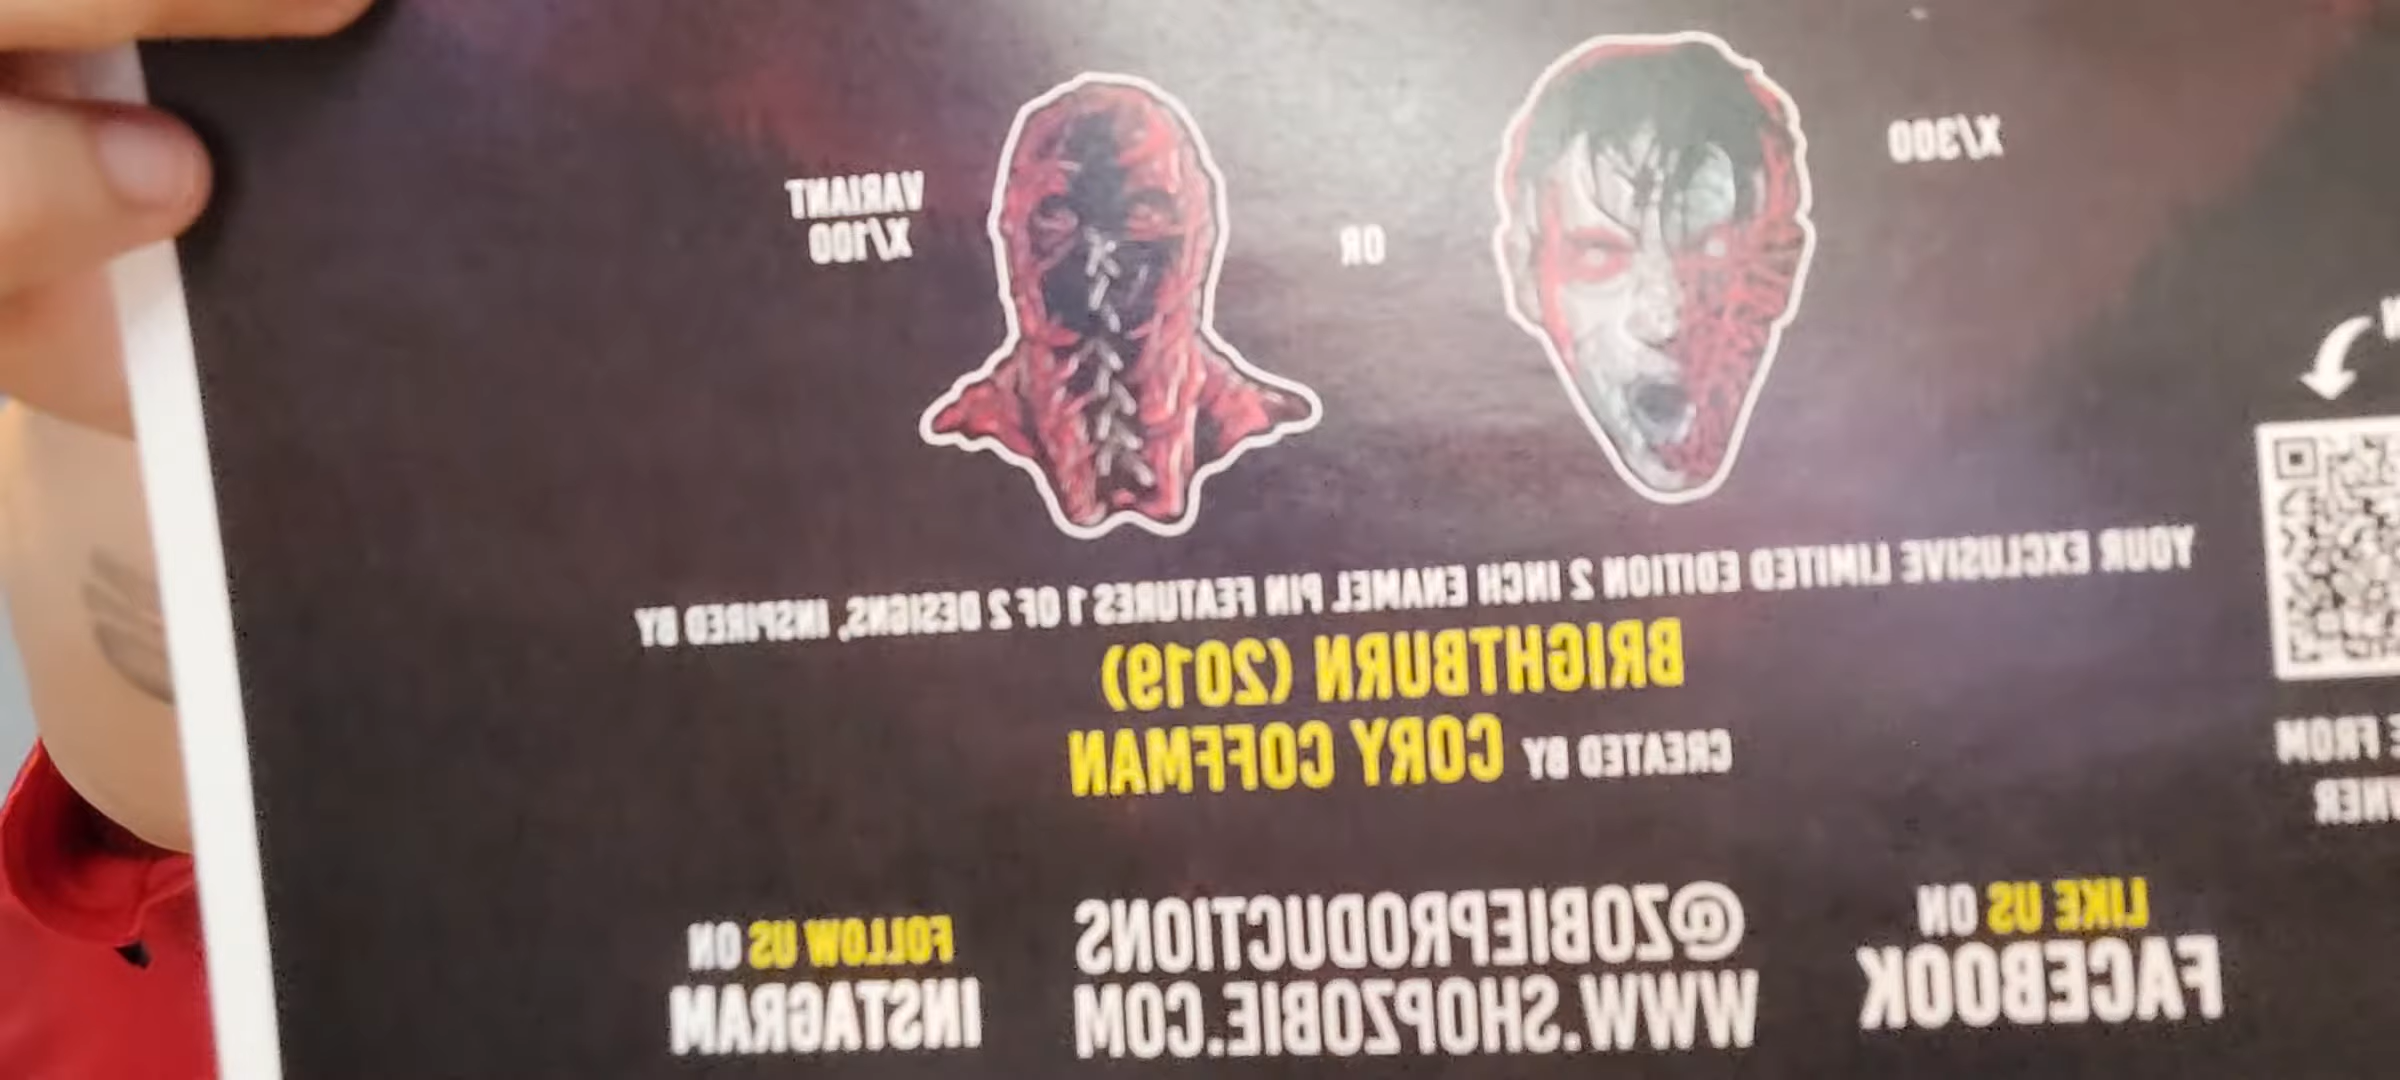 X/300
OR
VARIANT
X/100
YOUR EXCLUSIVE LIMITED EDITION 2 INCH ENAMEL PIN FEATURES 1 OF 2 DESIGNS, INSPIRED BY
BRIGHTBURN (2019)
CREATED BY CORY COFFMAN
FROM
LIKE US ON
FACEBOOK
@ZOBIEPRODUCTIONS
WWW.SHOPZOBIE.COM
FOLLOW US ON
INSTAGRAM